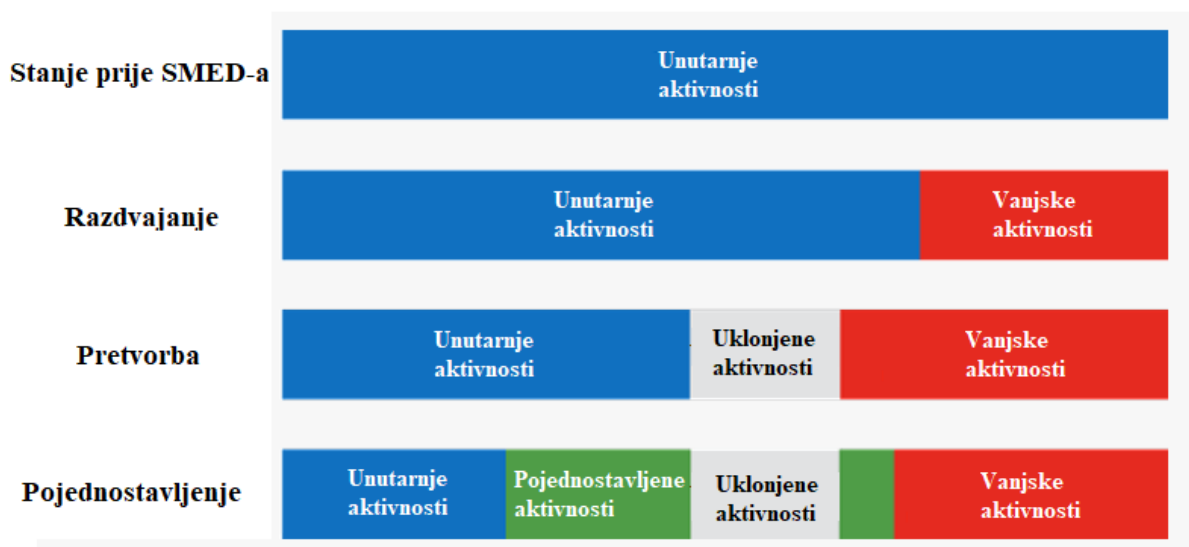 Stanje prije SMED-a
Unutarnje
aktivnosti
Razdvajanje
Unutarnje
aktivnosti
Vanjske
aktivnosti
Pretvorba
Unutarnje
aktivnosti
Uklonjene
aktivnosti
Vanjske
aktivnosti
Pojednostavljenje
Unutarnje
aktivnosti
Pojednostavljene
aktivnosti
Uklonjene
aktivnosti
Vanjske
aktivnosti